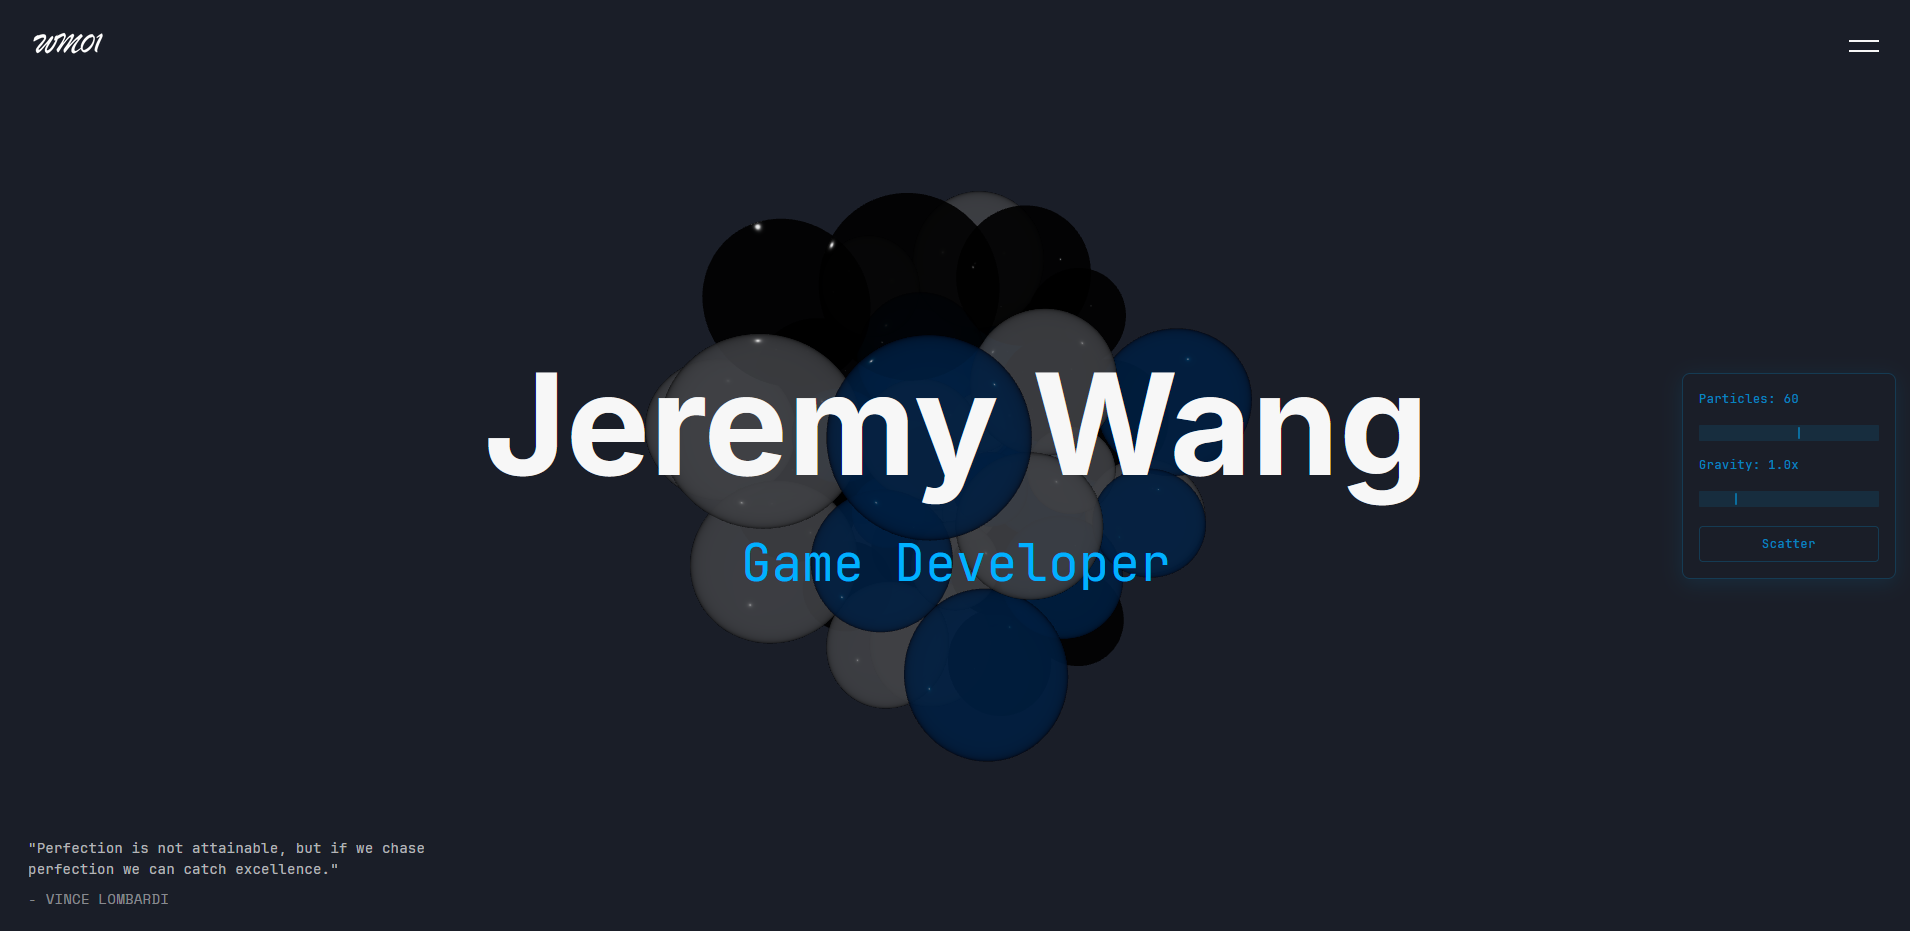 WM01
Jeremy Wang
Game Developer
Particles: 60
Gravity: 1.0x
Scatter
"Perfection is not attainable, but if we chase
perfection we can catch excellence."
- VINCE LOMBARDI